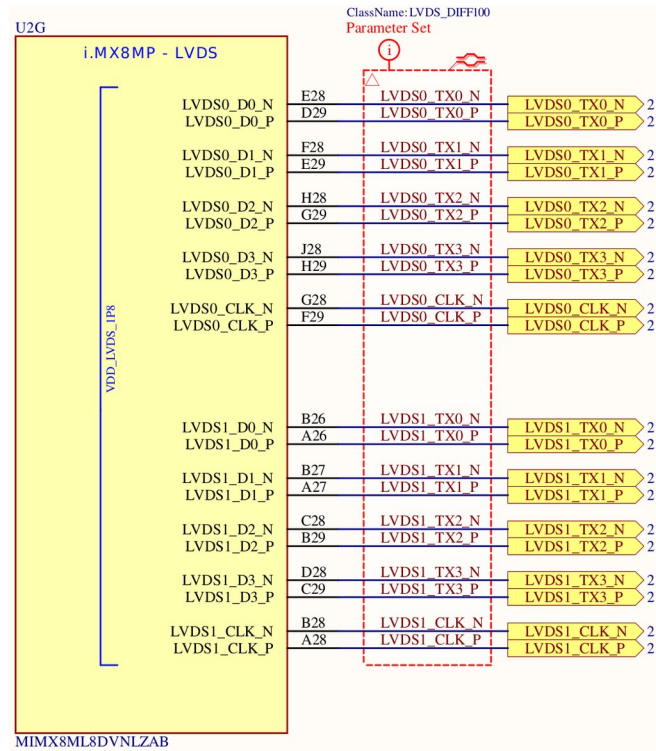 ClassName: LVDS_DIFF100
U2G
Parameter Set
i.MX8MP - LVDS
i
LVDS0_D0_N E28 LVDS0_TX0_N LVDS0_TX0_N 2
LVDS0_D0_P D29 LVDS0_TX0_P LVDS0_TX0_P 2
LVDS0_D1_N F28 LVDS0_TX1_N LVDS0_TX1_N 2
LVDS0_D1_P E29 LVDS0_TX1_P LVDS0_TX1_P 2
LVDS0_D2_N H28 LVDS0_TX2_N LVDS0_TX2_N 2
LVDS0_D2_P G29 LVDS0_TX2_P LVDS0_TX2_P 2
LVDS0_D3_N J28 LVDS0_TX3_N LVDS0_TX3_N 2
LVDS0_D3_P H29 LVDS0_TX3_P LVDS0_TX3_P 2
LVDS0_CLK_N G28 LVDS0_CLK_N LVDS0_CLK_N 2
LVDS0_CLK_P F29 LVDS0_CLK_P LVDS0_CLK_P 2
VDD_LVDS_1P8
LVDS1_D0_N B26 LVDS1_TX0_N LVDS1_TX0_N 2
LVDS1_D0_P A26 LVDS1_TX0_P LVDS1_TX0_P 2
LVDS1_D1_N B27 LVDS1_TX1_N LVDS1_TX1_N 2
LVDS1_D1_P A27 LVDS1_TX1_P LVDS1_TX1_P 2
LVDS1_D2_N C28 LVDS1_TX2_N LVDS1_TX2_N 2
LVDS1_D2_P B29 LVDS1_TX2_P LVDS1_TX2_P 2
LVDS1_D3_N D28 LVDS1_TX3_N LVDS1_TX3_N 2
LVDS1_D3_P C29 LVDS1_TX3_P LVDS1_TX3_P 2
LVDS1_CLK_N B28 LVDS1_CLK_N LVDS1_CLK_N 2
LVDS1_CLK_P A28 LVDS1_CLK_P LVDS1_CLK_P 2
MIMX8ML8DVNLZAB